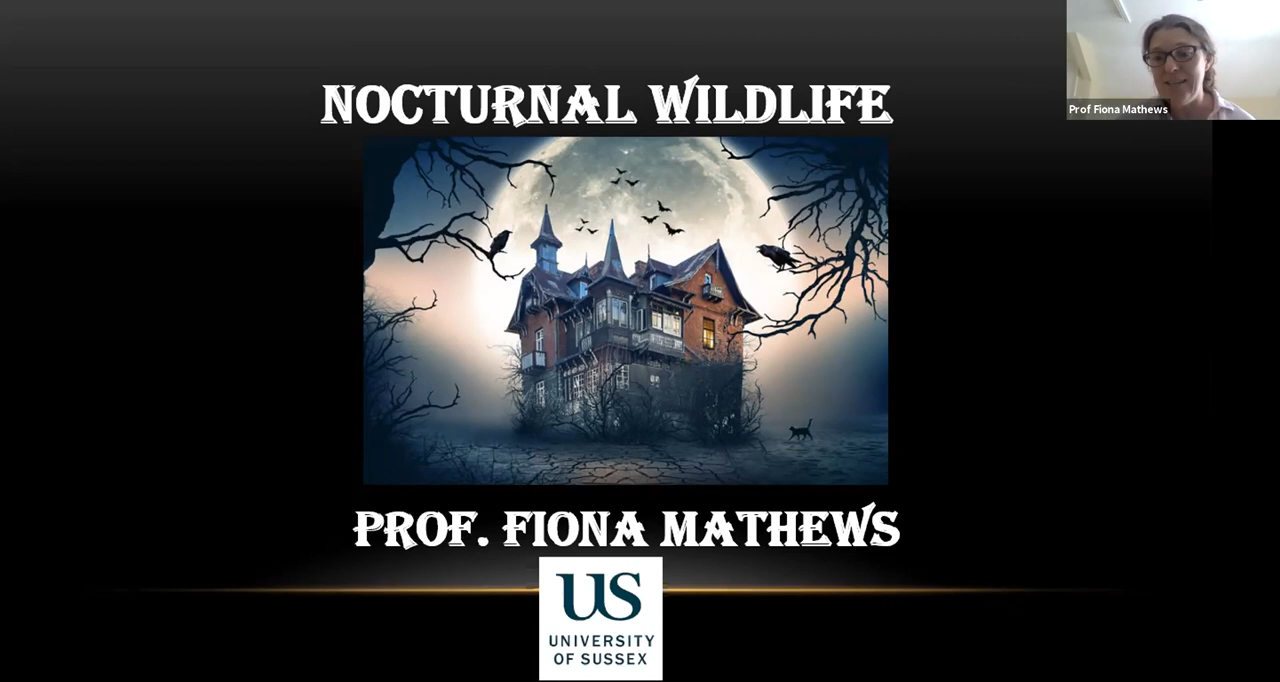 NOCTURNAL WILDLIFE
Prof Fiona Mathews
PROF. FIONA MATHEWS
US
UNIVERSITY
OF SUSSEX